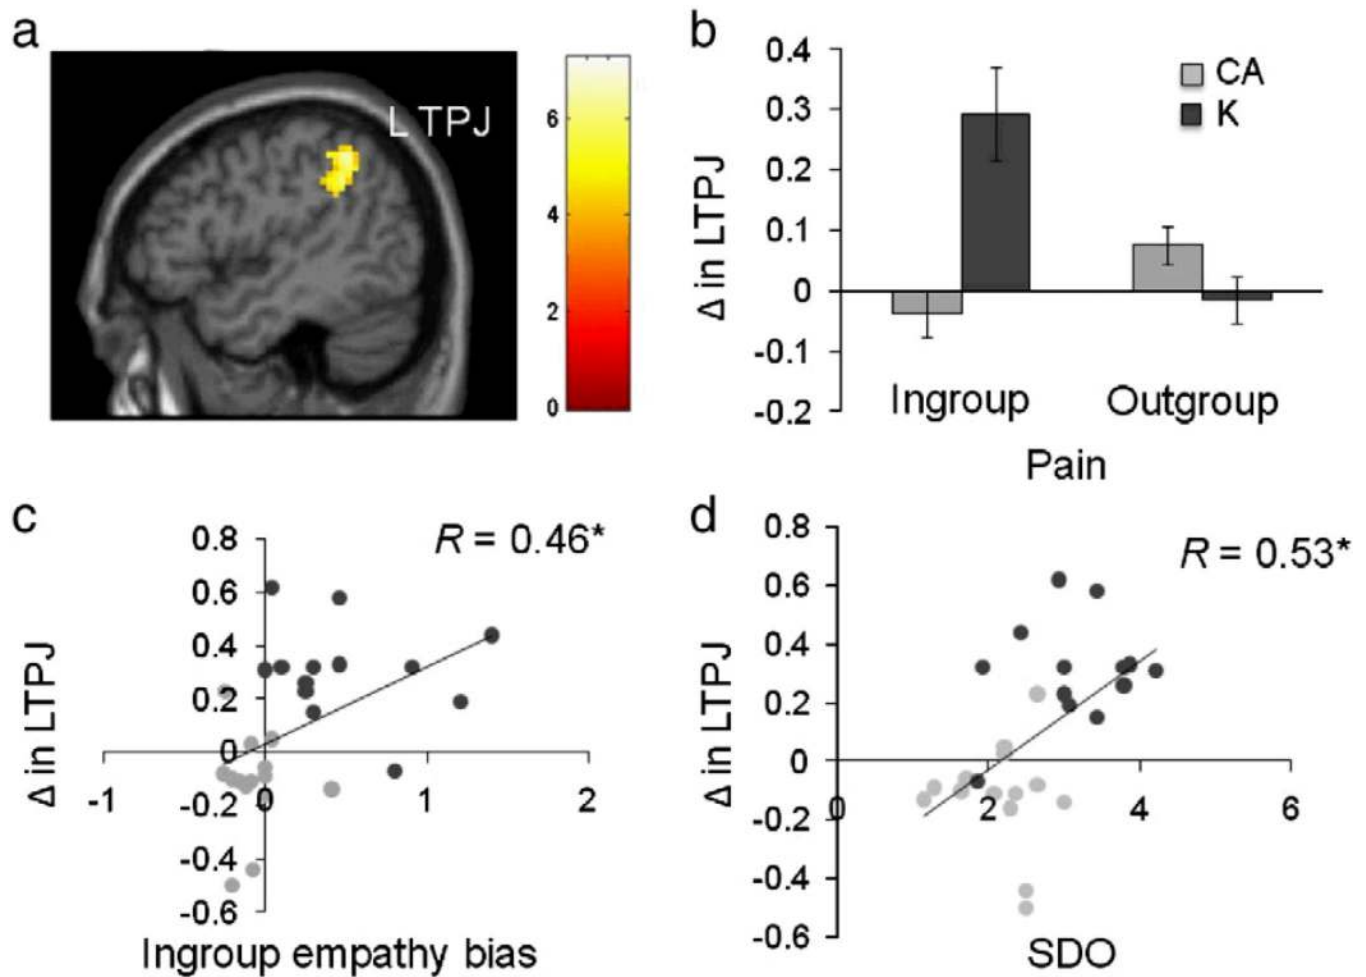 a
L TPJ
6
4
2
0
b
0.4
0.3
0.2
0.1
0
-0.1
-0.2
Δ in LTPJ
CA
K
Ingroup
Outgroup
Pain
c
R = 0.46*
0.8
0.6
0.4
0.2
0
-0.2
-0.4
-0.6
Δ in LTPJ
-1
0
1
2
Ingroup empathy bias
d
R = 0.53*
0.8
0.6
0.4
0.2
0
-0.2
-0.4
-0.6
Δ in LTPJ
0
2
4
6
SDO